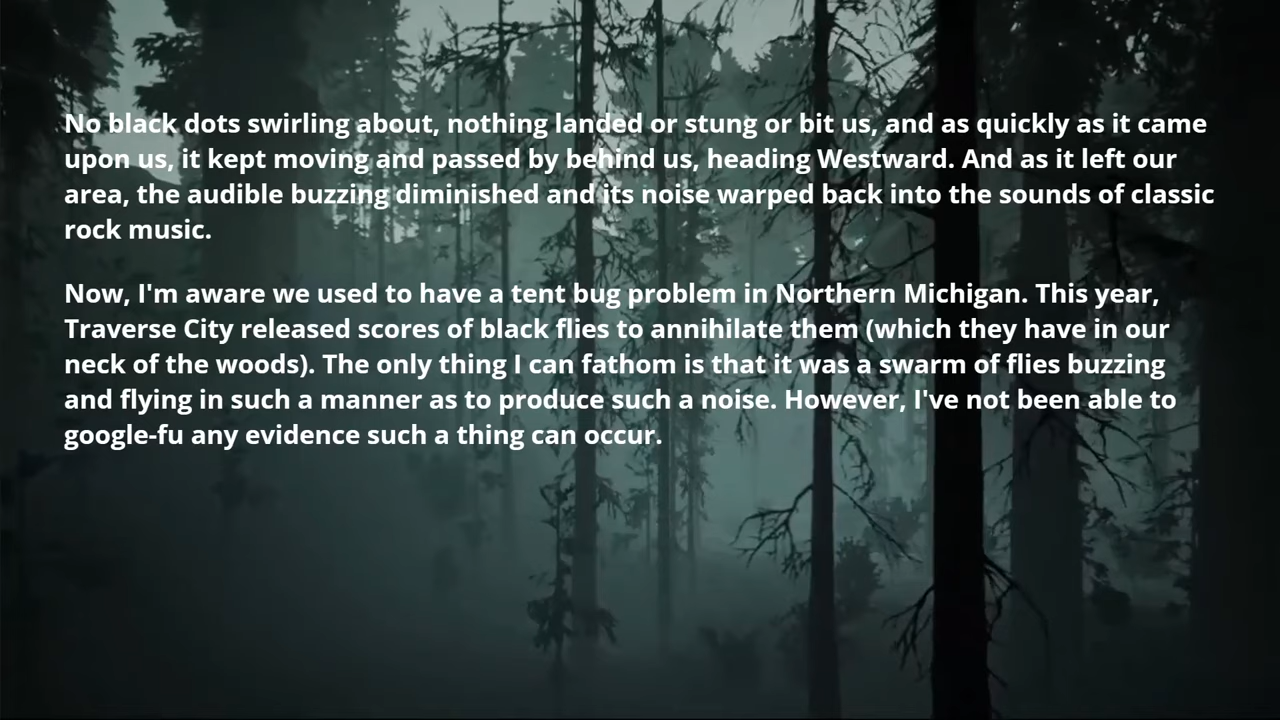 No black dots swirling about, nothing landed or stung or bit us, and as quickly as it came
upon us, it kept moving and passed by behind us, heading Westward. And as it left our
area, the audible buzzing diminished and its noise warped back into the sounds of classic
rock music.
Now, I'm aware we used to have a tent bug problem in Northern Michigan. This year,
Traverse City released scores of black flies to annihilate them (which they have in our
neck of the woods). The only thing I can fathom is that it was a swarm of flies buzzing
and flying in such a manner as to produce such a noise. However, I've not been able to
google-fu any evidence such a thing can occur.